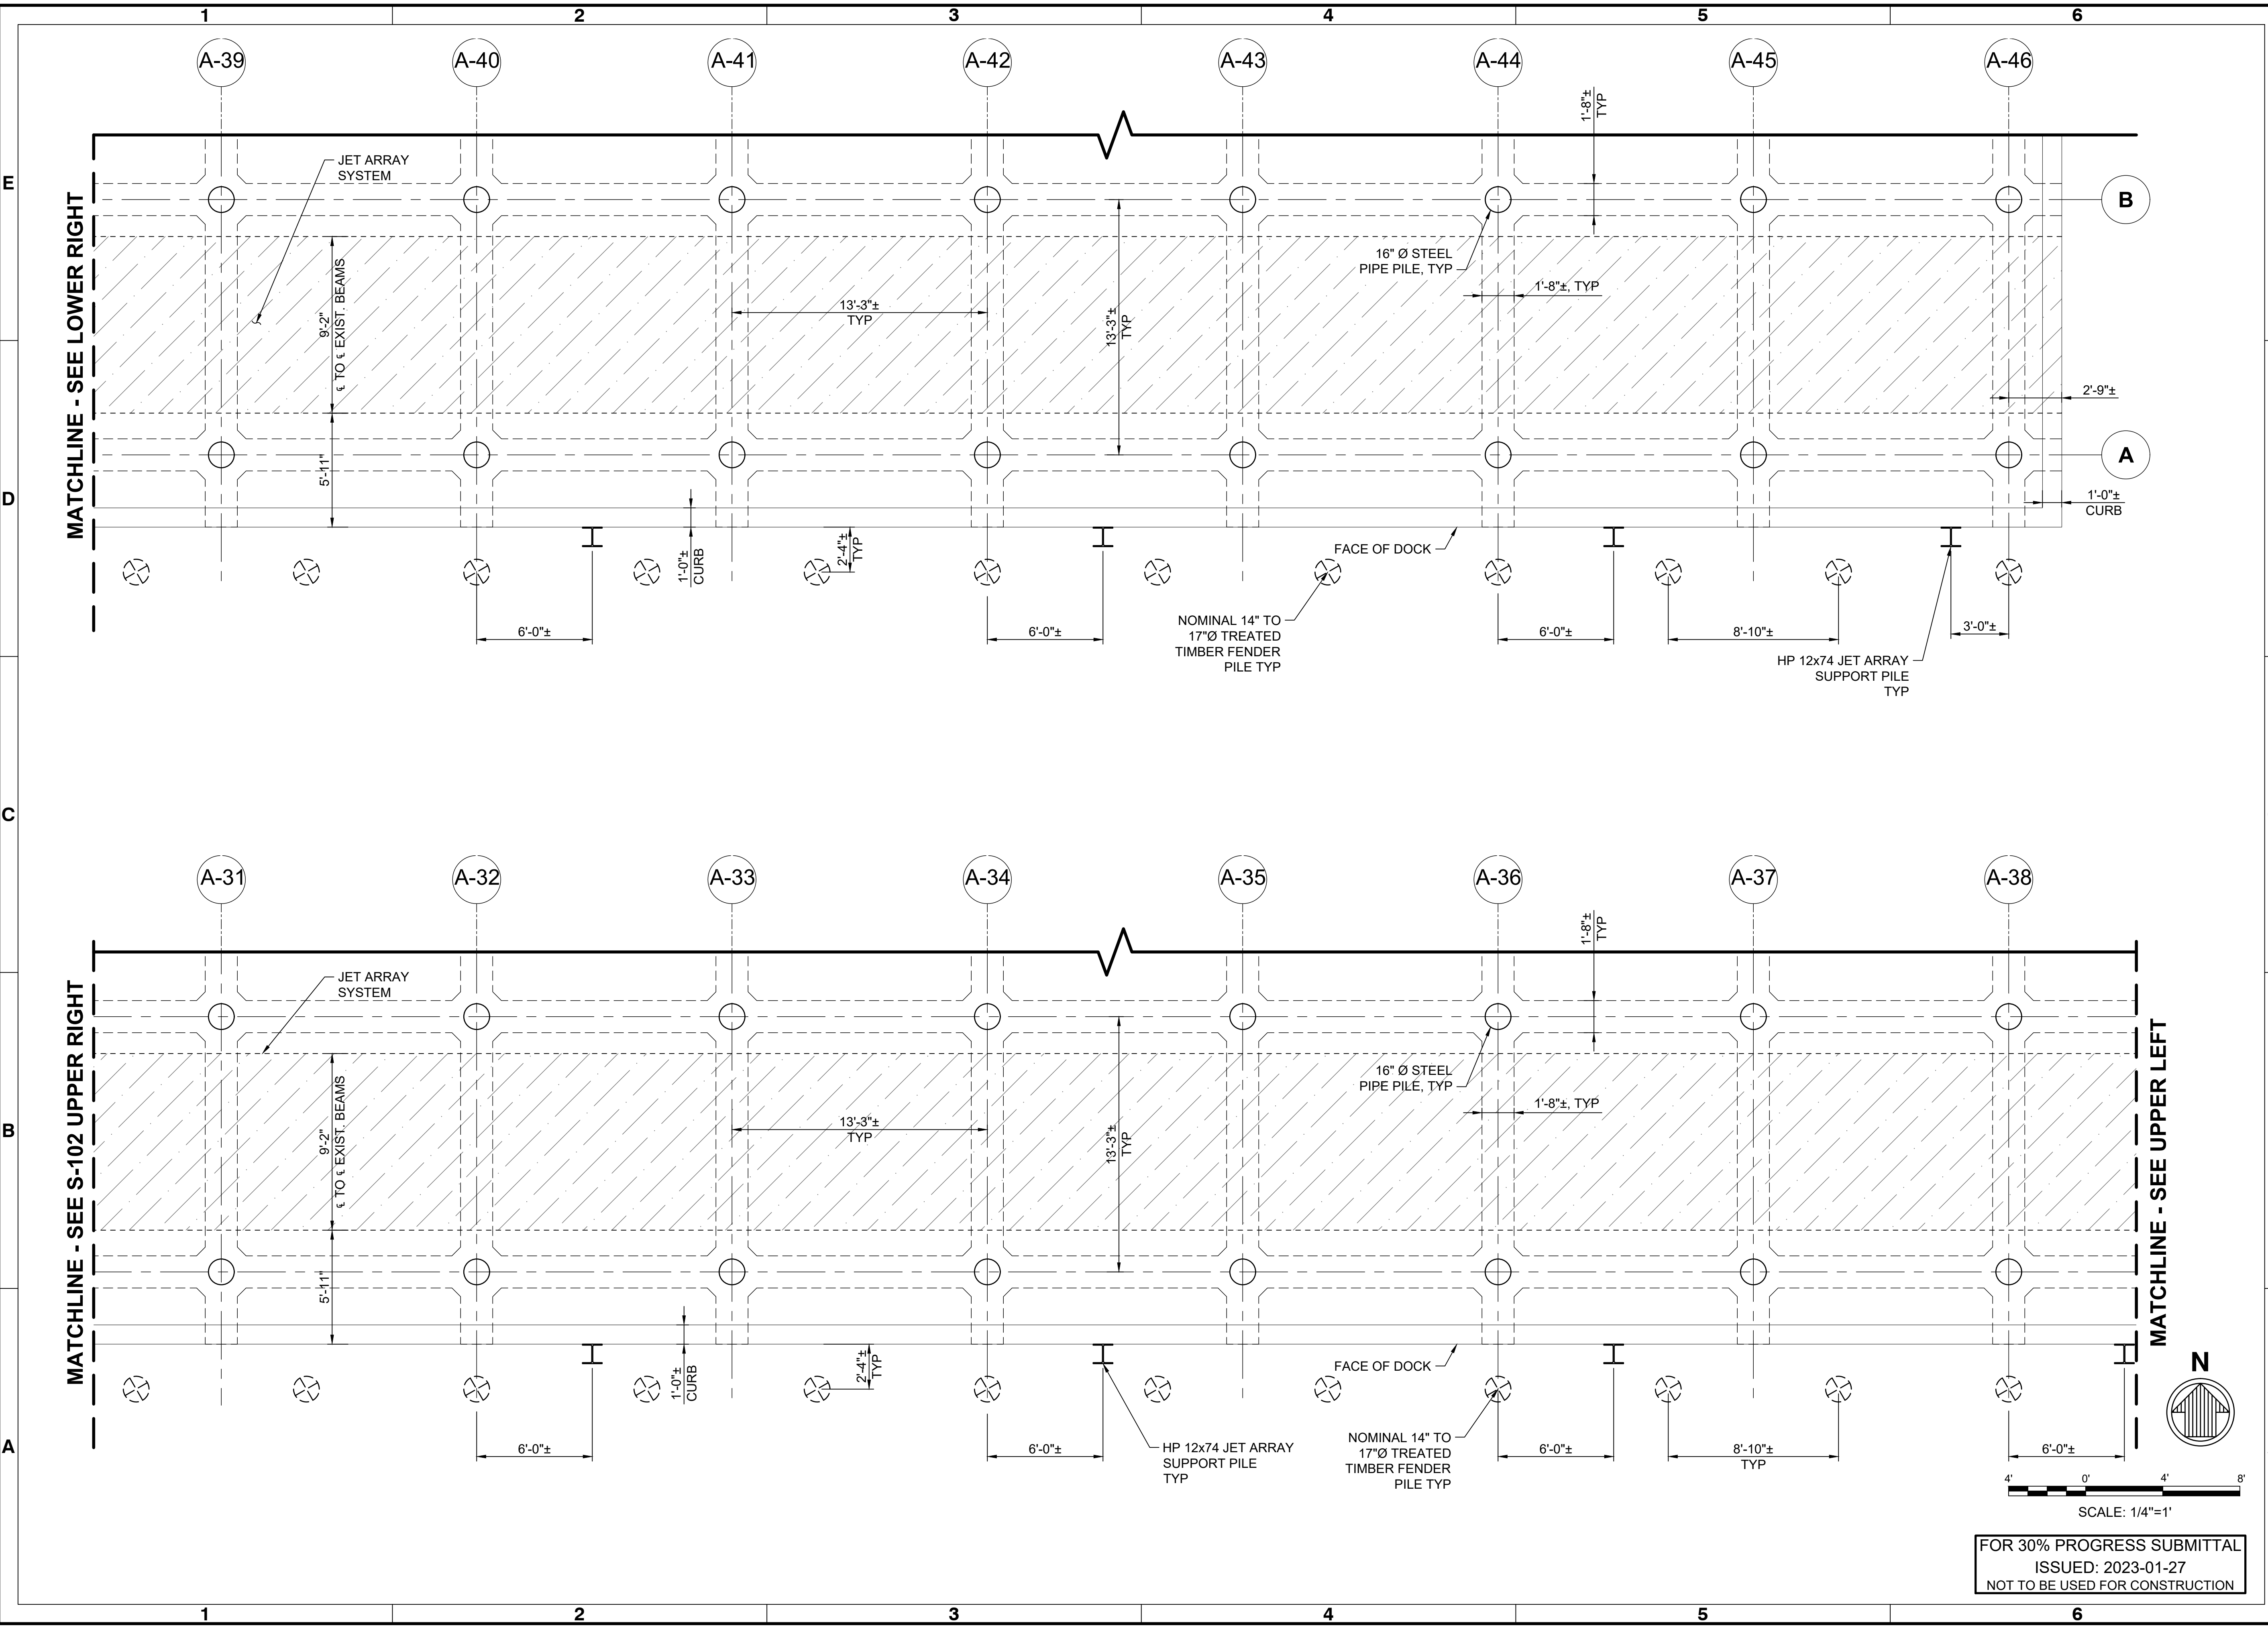 1 2 3 4 5 6
A-39 A-40 A-41 A-42 A-43 A-44 A-45 A-46
1'-8"±
TYP
JET ARRAY
SYSTEM
E
B
MATCHLINE - SEE LOWER RIGHT
16" Ø STEEL
PIPE PILE, TYP
1'-8"±, TYP
9'-2"
℄ TO ℄ EXIST. BEAMS
13'-3"±
TYP
13'-3"±
TYP
2'-9"±
A
5'-11"
D
1'-0"±
CURB
1'-0"±
CURB
2'-4"±
TYP
FACE OF DOCK
NOMINAL 14" TO
17"Ø TREATED
TIMBER FENDER
PILE TYP
6'-0"±
6'-0"±
6'-0"±
8'-10"±
3'-0"±
HP 12x74 JET ARRAY
SUPPORT PILE
TYP
C
A-31 A-32 A-33 A-34 A-35 A-36 A-37 A-38
1'-8"±
TYP
JET ARRAY
SYSTEM
MATCHLINE - SEE S-102 UPPER RIGHT
16" Ø STEEL
PIPE PILE, TYP
1'-8"±, TYP
B
9'-2"
℄ TO ℄ EXIST. BEAMS
13'-3"±
TYP
13'-3"±
TYP
MATCHLINE - SEE UPPER LEFT
5'-11"
1'-0"±
CURB
2'-4"±
TYP
FACE OF DOCK
N
A
6'-0"±
6'-0"±
HP 12x74 JET ARRAY
SUPPORT PILE
TYP
NOMINAL 14" TO
17"Ø TREATED
TIMBER FENDER
PILE TYP
6'-0"±
8'-10"±
TYP
6'-0"±
4' 0' 4' 8'
SCALE: 1/4"=1'
FOR 30% PROGRESS SUBMITTAL
ISSUED: 2023-01-27
NOT TO BE USED FOR CONSTRUCTION
1 2 3 4 5 6